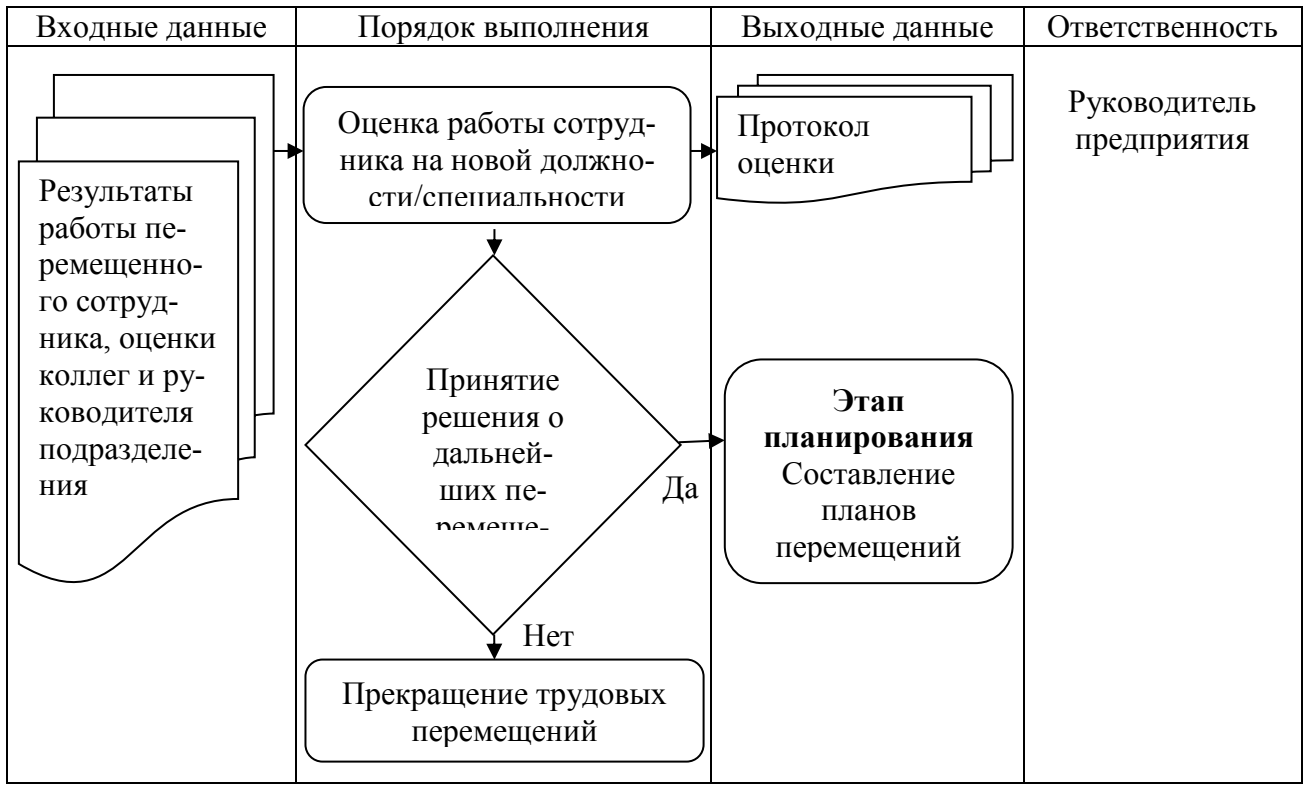 Входные данные
Порядок выполнения
Выходные данные
Ответственность
Результаты
работы пе-
ремещенно-
го сотруд-
ника, оценки
коллег и ру-
ководителя
подразделе-
ния
Оценка работы сотруд-
ника на новой должно-
сти/специальности
Протокол
оценки
Руководитель
предприятия
Принятие
решения о
дальней-
ших пе-
ремеще-
Да
Этап
планирования
Составление
планов
перемещений
Нет
Прекращение трудовых
перемещений